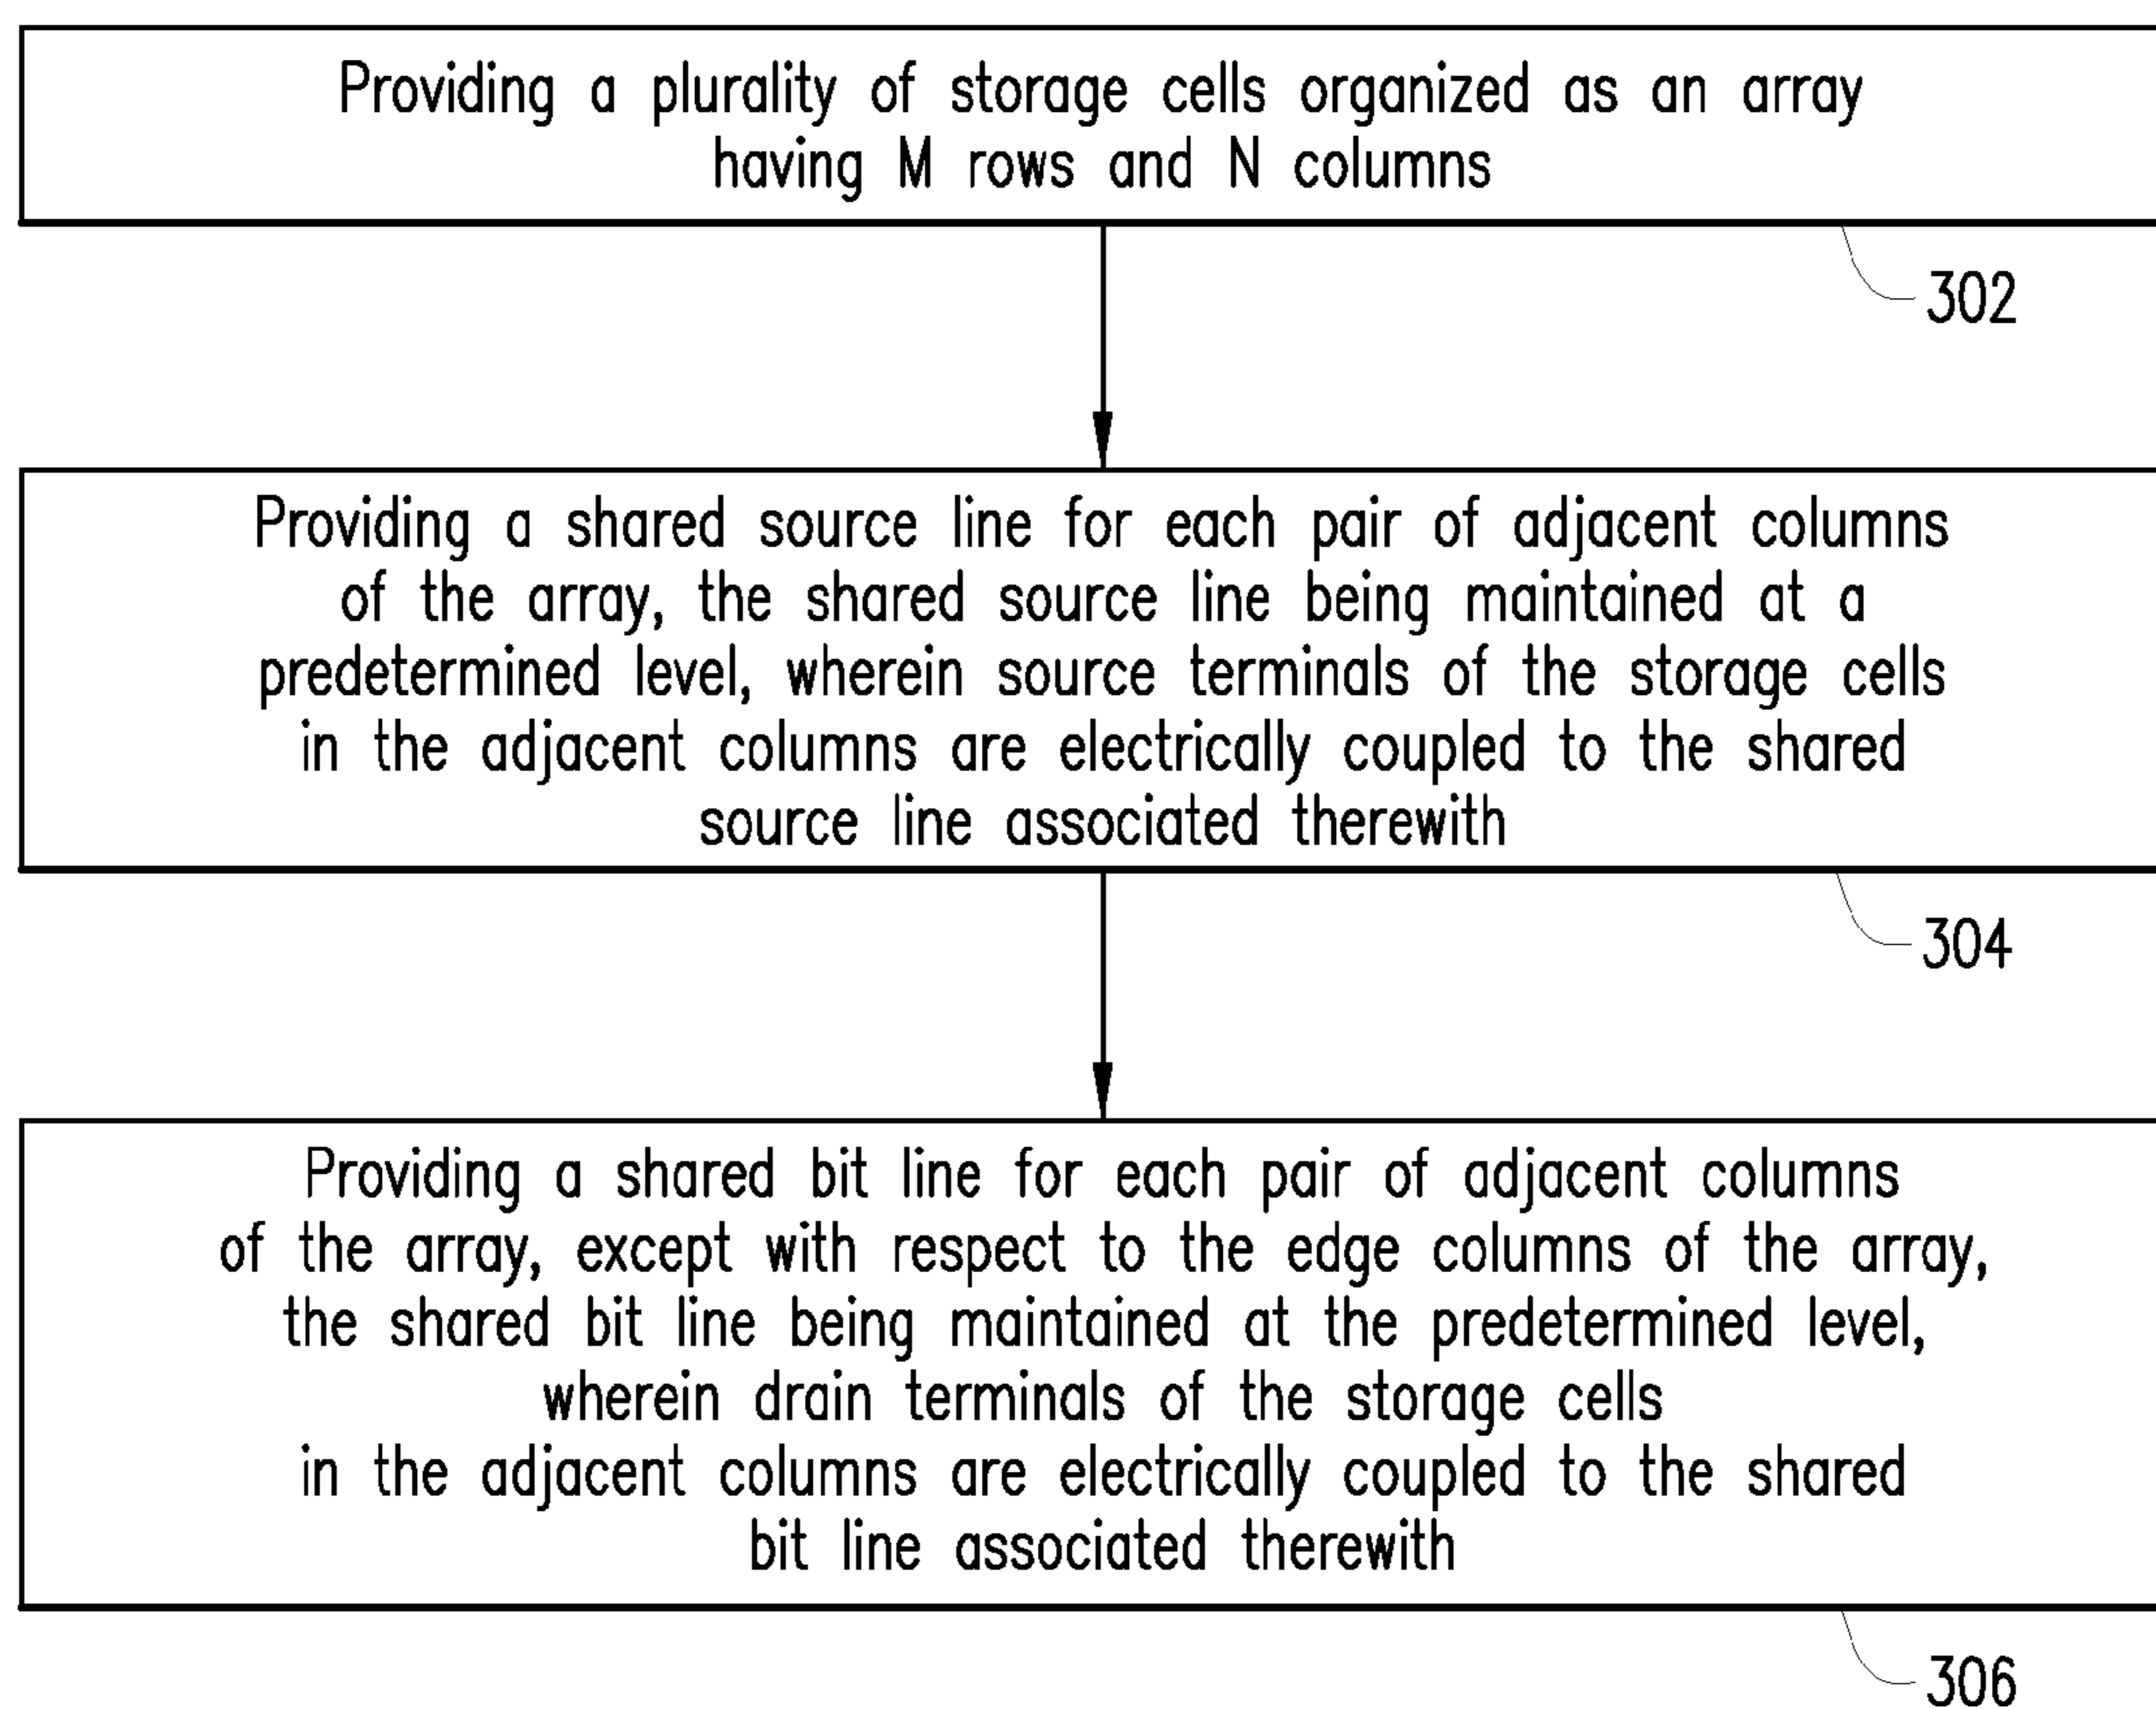 Providing a plurality of storage cells organized as an array
having M rows and N columns
302
Providing a shared source line for each pair of adjacent columns
of the array, the shared source line being maintained at a
predetermined level, wherein source terminals of the storage cells
in the adjacent columns are electrically coupled to the shared
source line associated therewith
304
Providing a shared bit line for each pair of adjacent columns
of the array, except with respect to the edge columns of the array,
the shared bit line being maintained at the predetermined level,
wherein drain terminals of the storage cells
in the adjacent columns are electrically coupled to the shared
bit line associated therewith
306